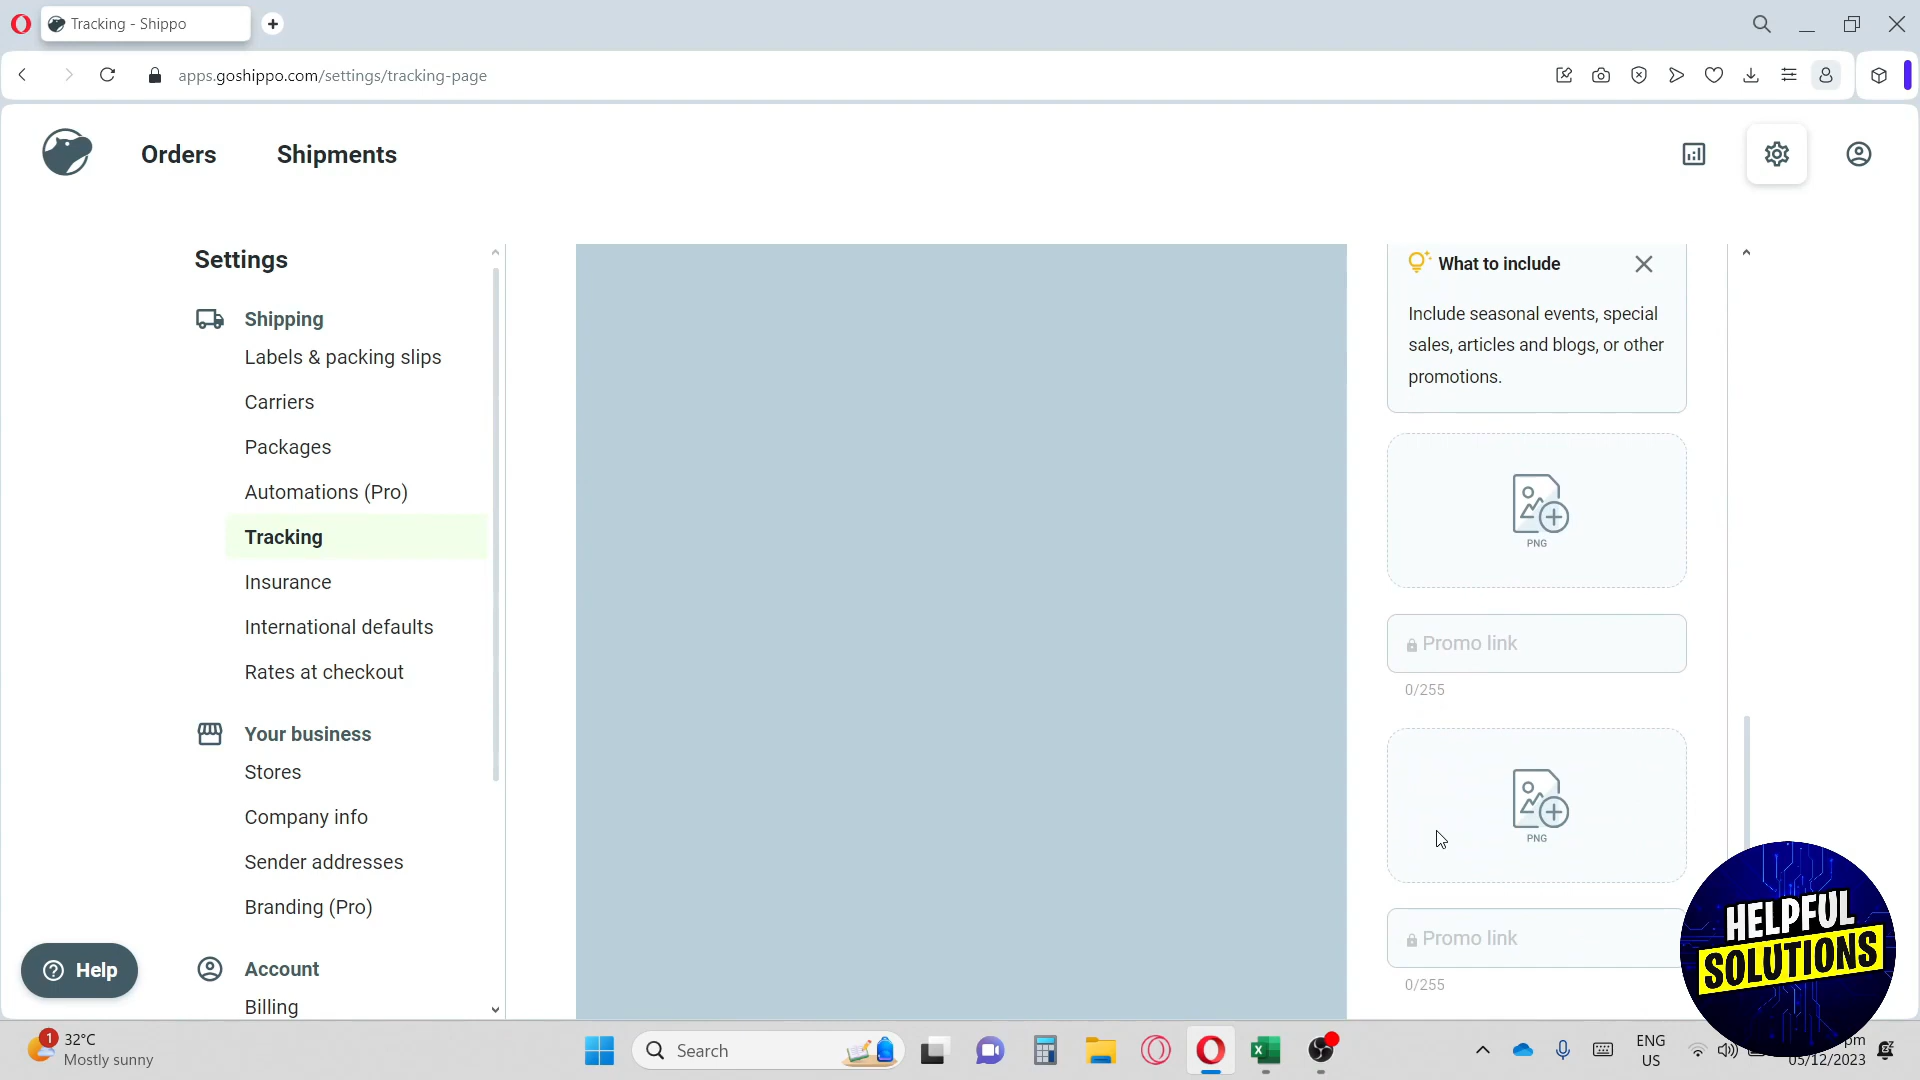 Tracking - Shippo
apps.goshippo.com/settings/tracking-page
Orders
Shipments
Settings
Shipping
Labels & packing slips
Carriers
Packages
Automations (Pro)
Tracking
Insurance
International defaults
Rates at checkout
Your business
Stores
Company info
Sender addresses
Branding (Pro)
Account
Billing
Help
What to include
Include seasonal events, special
sales, articles and blogs, or other
promotions.
PNG
Promo link
0/255
PNG
Promo link
0/255
HELPFUL
SOLUTIONS
1
32°C
Mostly sunny
Search
ENG
US
pm
05/12/2023